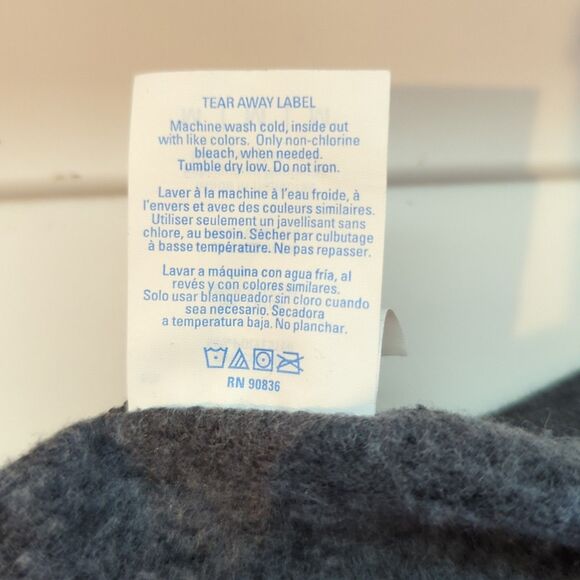 TEAR AWAY LABEL
Machine wash cold, inside out
with like colors. Only non-chlorine
bleach, when needed.
Tumble dry low. Do not iron.
Laver à la machine à l'eau froide, à
l'envers et avec des couleurs similaires.
Utiliser seulement un javellisant sans
chlore, au besoin. Sécher par culbutage
à basse température. Ne pas repasser.
Lavar a máquina con agua fría, al
revés y con colores similares.
Solo usar blanqueador sin cloro cuando
sea necesario. Secadora
a temperatura baja. No planchar.
RN 90836